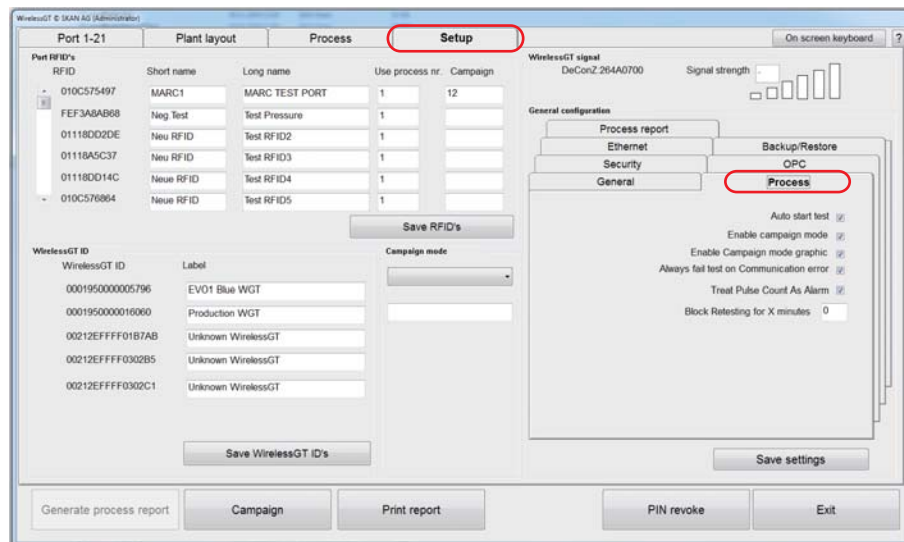 WirelessGT © SKAN AG (Administrator)
Port 1-21 Plant layout Process Setup On screen keyboard ?
Port RFID's
RFID Short name Long name Use process nr. Campaign
010C575497 MARC1 MARC TEST PORT 1 12
FEF3A8AB68 Neg.Test Test Pressure 1
01118DD2DE Neu RFID Test RFID2 1
01118A5C37 Neu RFID Test RFID3 1
01118DD14C Neue RFID Test RFID4 1
010C576864 Neue RFID Test RFID5 1
Save RFID's
WirelessGT ID
WirelessGT ID Label
0001950000005796 EVO1 Blue WGT
0001950000016060 Production WGT
00212EFFFF01B7AB Unknown WirelessGT
00212EFFFF0302B5 Unknown WirelessGT
00212EFFFF0302C1 Unknown WirelessGT
Save WirelessGT ID's
Campaign mode
WirelessGT signal
DeConZ:264A0700 Signal strength -
General configuration
Process report
Ethernet Backup/Restore
Security OPC
General Process
Auto start test
Enable campaign mode
Enable Campaign mode graphic
Always fail test on Communication error
Treat Pulse Count As Alarm
Block Retesting for X minutes 0
Save settings
Generate process report Campaign Print report PIN revoke Exit